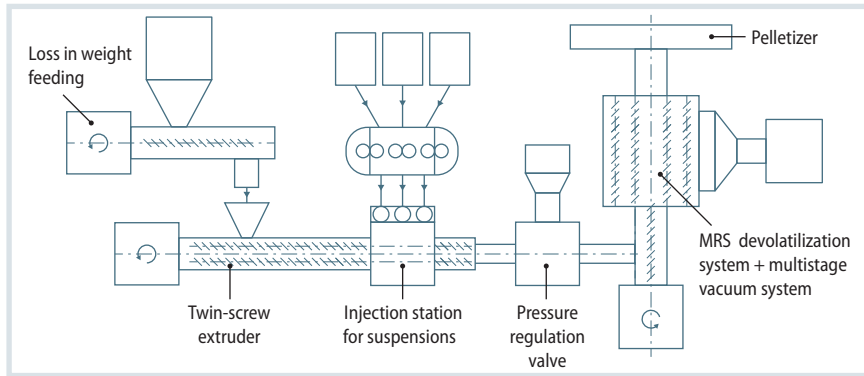 Loss in weight
feeding
Pelletizer
MRS devolatilization
system + multistage
vacuum system
Twin-screw
extruder
Injection station
for suspensions
Pressure
regulation
valve